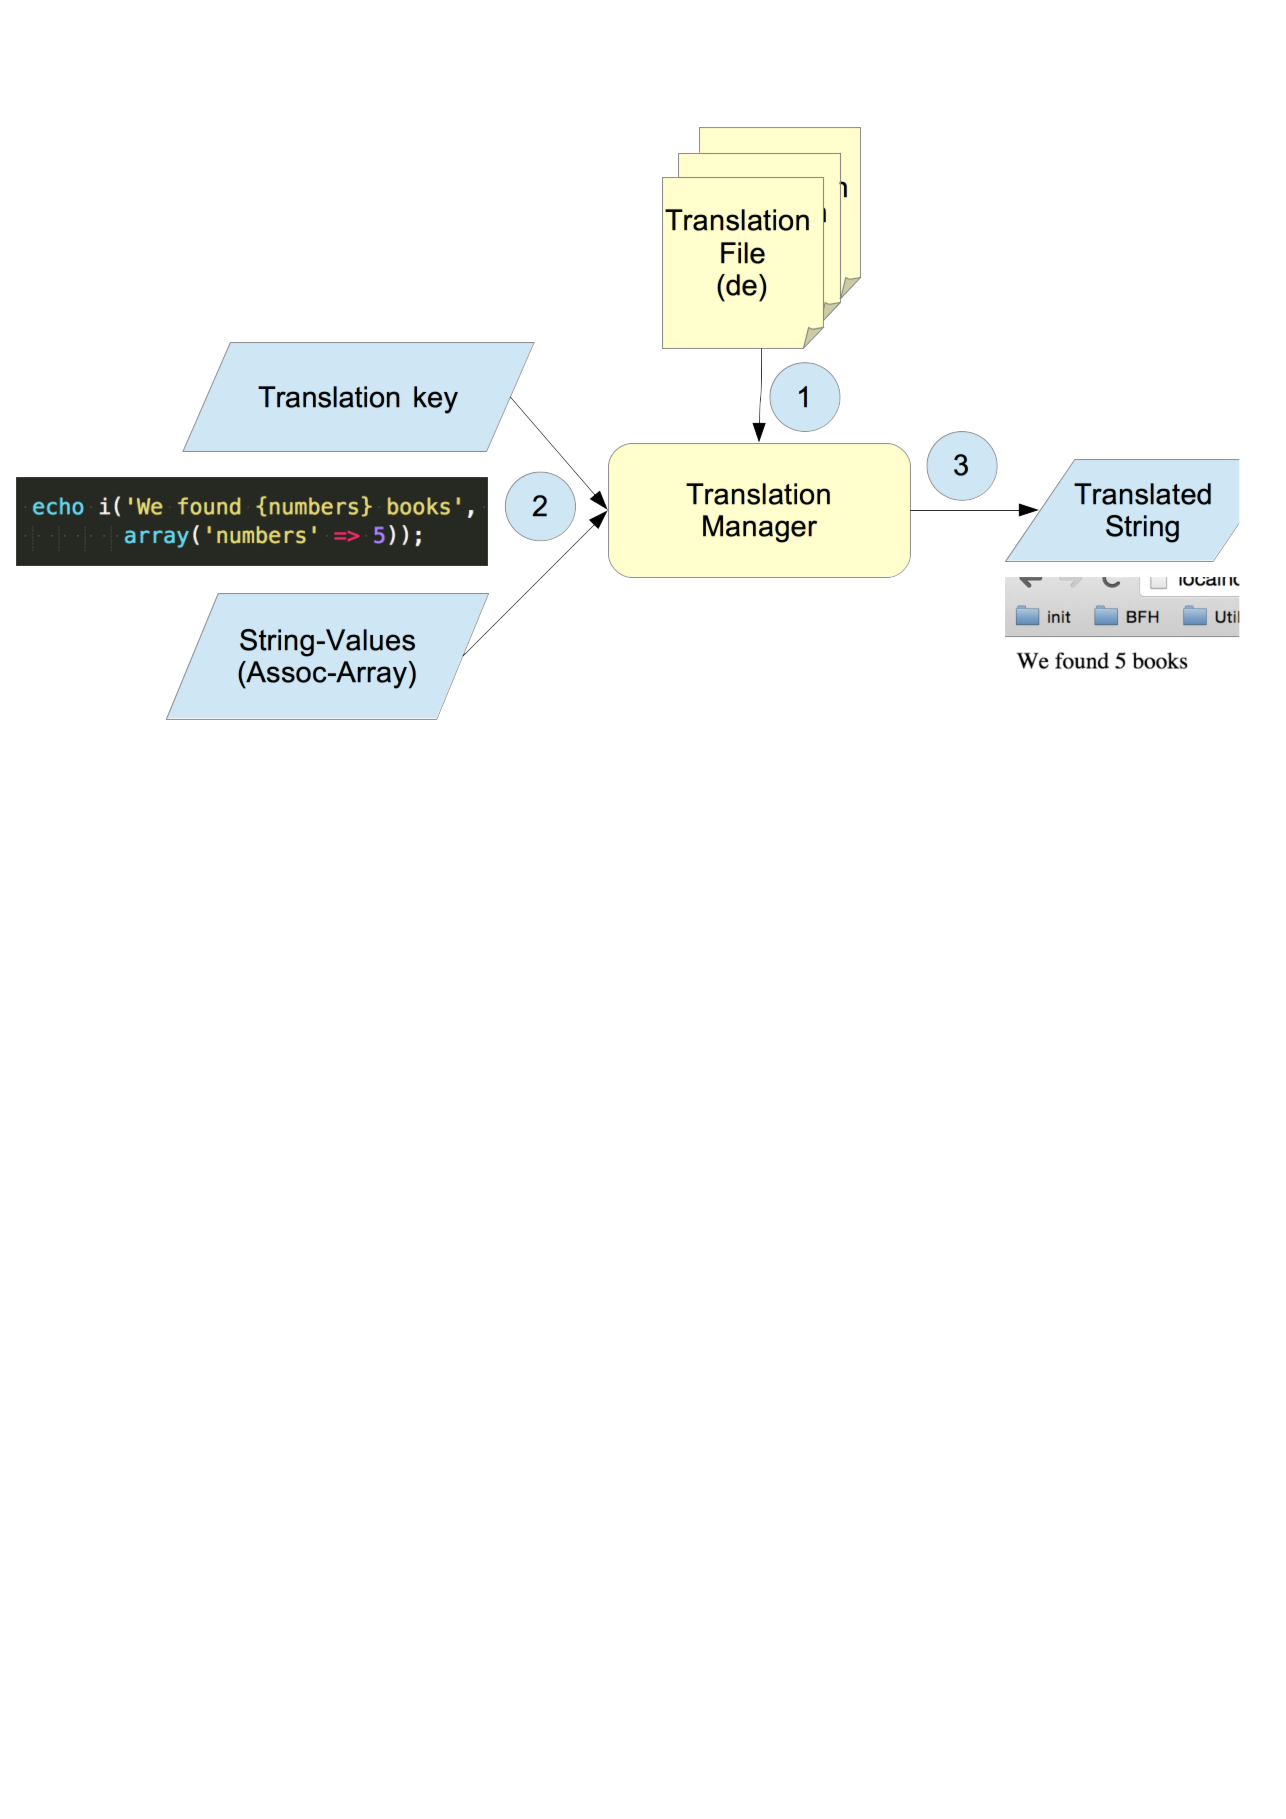 Translation
File
(de)
Translation key
1
echo i('We found {numbers} books',
array('numbers' => 5));
2
Translation
Manager
3
Translated
String
String-Values
(Assoc-Array)
init
BFH
We found 5 books